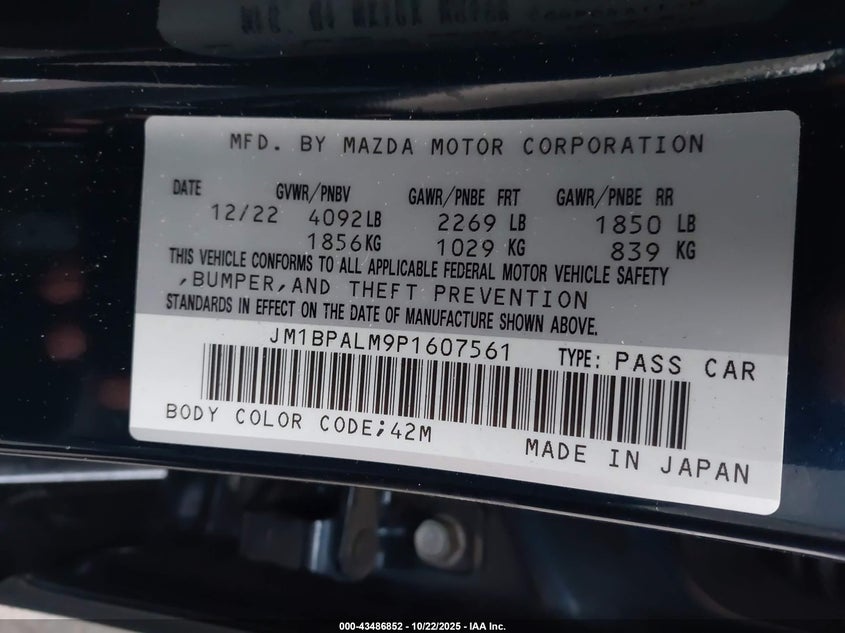 MFD. BY MAZDA MOTOR CORPORATION
DATE GVWR/PNBV GAWR/PNBE FRT GAWR/PNBE RR
12/22 4092LB 2269 LB 1850 LB
1856KG 1029 KG 839 KG
THIS VEHICLE CONFORMS TO ALL APPLICABLE FEDERAL MOTOR VEHICLE SAFETY
,BUMPER,AND THEFT PREVENTION
STANDARDS IN EFFECT ON THE DATE OF MANUFACTURE SHOWN ABOVE.
JM1BPALM9P1607561 TYPE: PASS CAR
BODY COLOR CODE;42M
MADE IN JAPAN
000-43486852 - 10/22/2025 - IAA Inc.